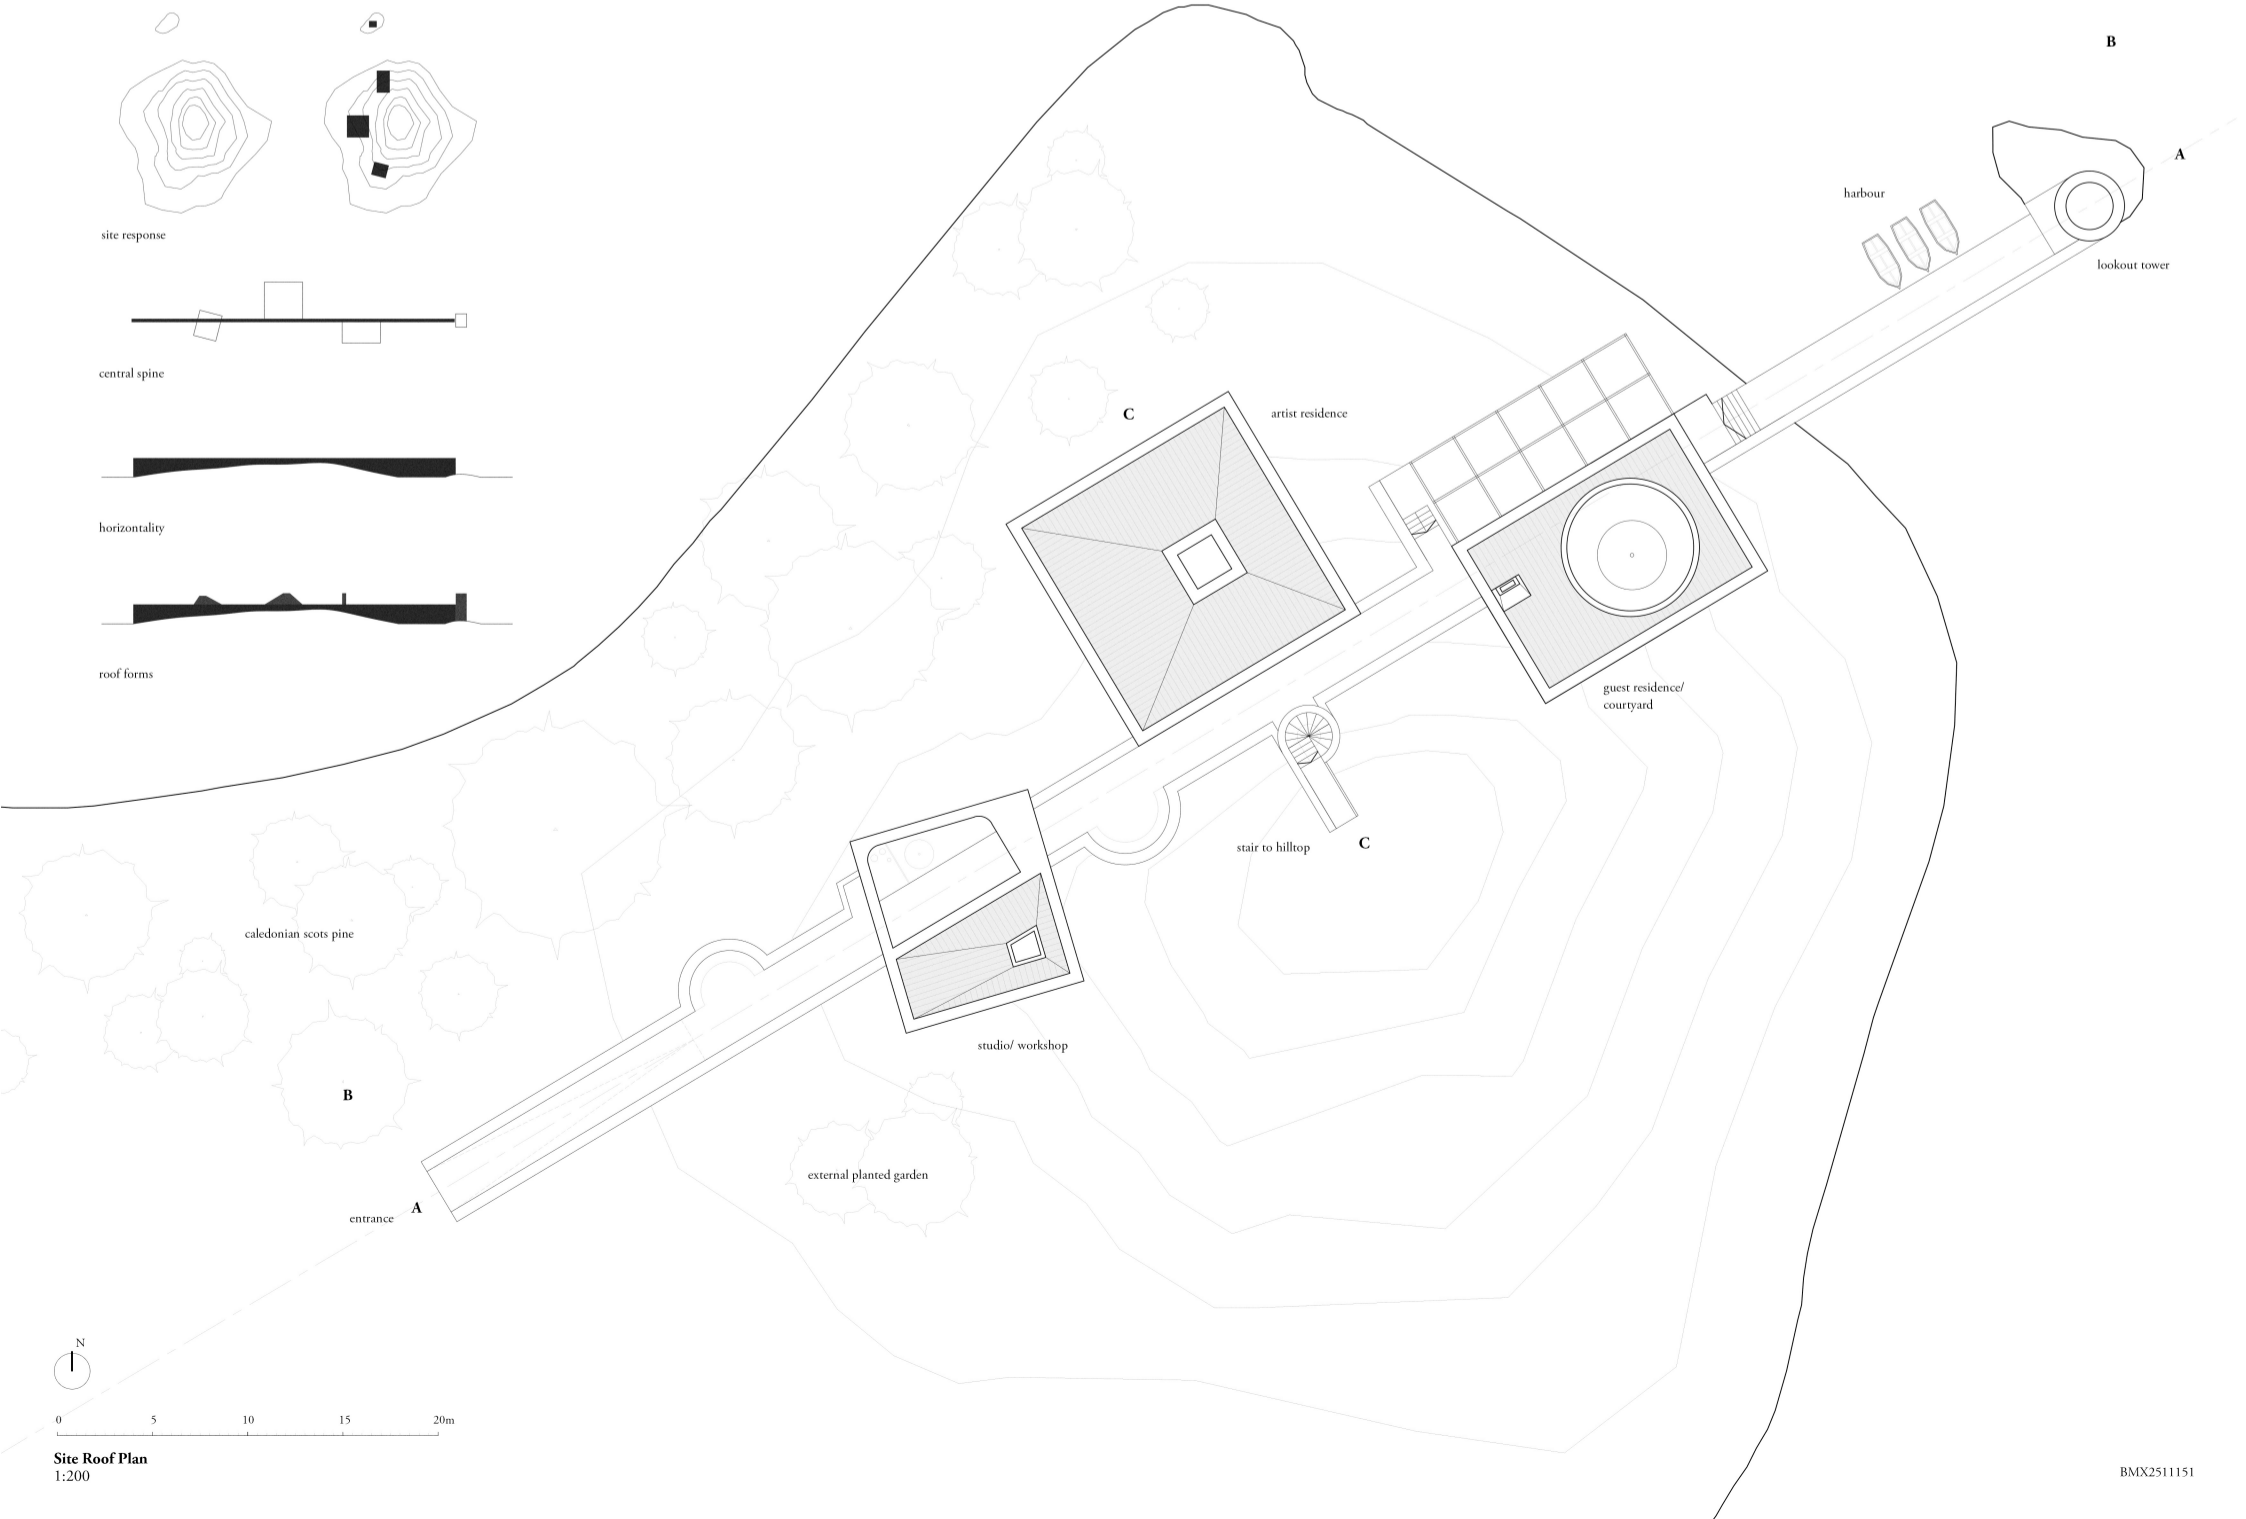 B
A
harbour
lookout tower
site response
central spine
horizontality
roof forms
C
artist residence
guest residence/
courtyard
stair to hilltop
C
caledonian scots pine
studio/ workshop
B
external planted garden
entrance
A
N
0 5 10 15 20m
Site Roof Plan
1:200
BMX2511151